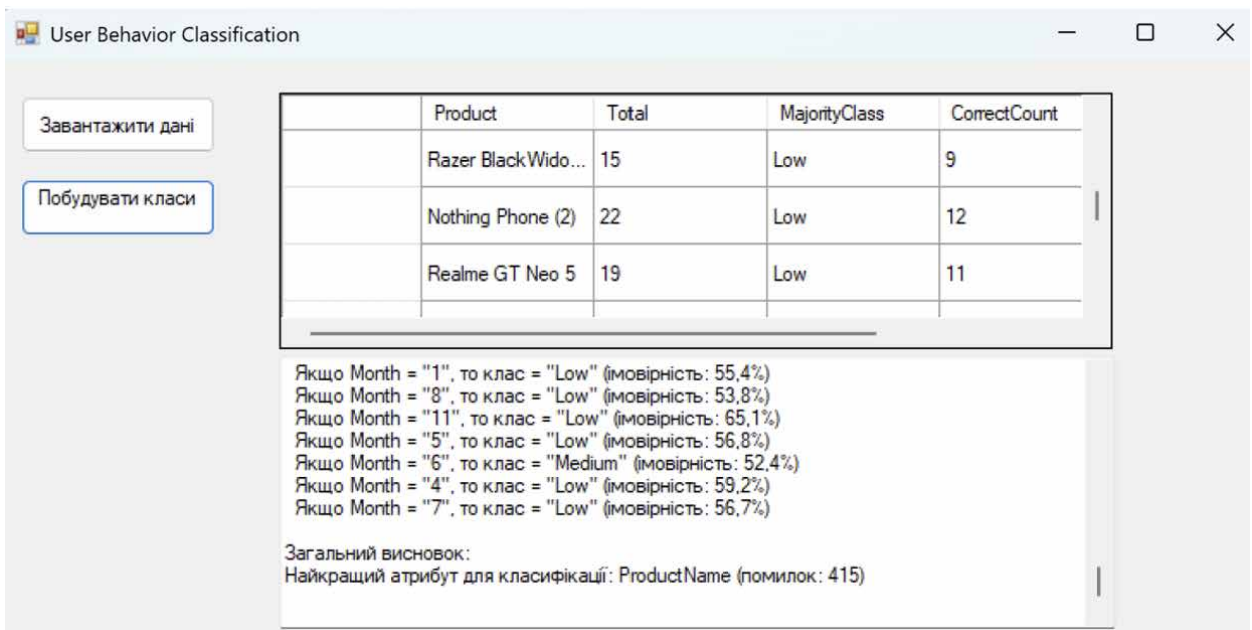 User Behavior Classification
Завантажити дані
Побудувати класи
Product Total MajorityClass CorrectCount
Razer BlackWido... 15 Low 9
Nothing Phone (2) 22 Low 12
Realme GT Neo 5 19 Low 11
Якщо Month = "1", то клас = "Low" (імовірність: 55,4%)
Якщо Month = "8", то клас = "Low" (імовірність: 53,8%)
Якщо Month = "11", то клас = "Low" (імовірність: 65,1%)
Якщо Month = "5", то клас = "Low" (імовірність: 56,8%)
Якщо Month = "6", то клас = "Medium" (імовірність: 52,4%)
Якщо Month = "4", то клас = "Low" (імовірність: 59,2%)
Якщо Month = "7", то клас = "Low" (імовірність: 56,7%)
Загальний висновок:
Найкращий атрибут для класифікації: ProductName (помилок: 415)